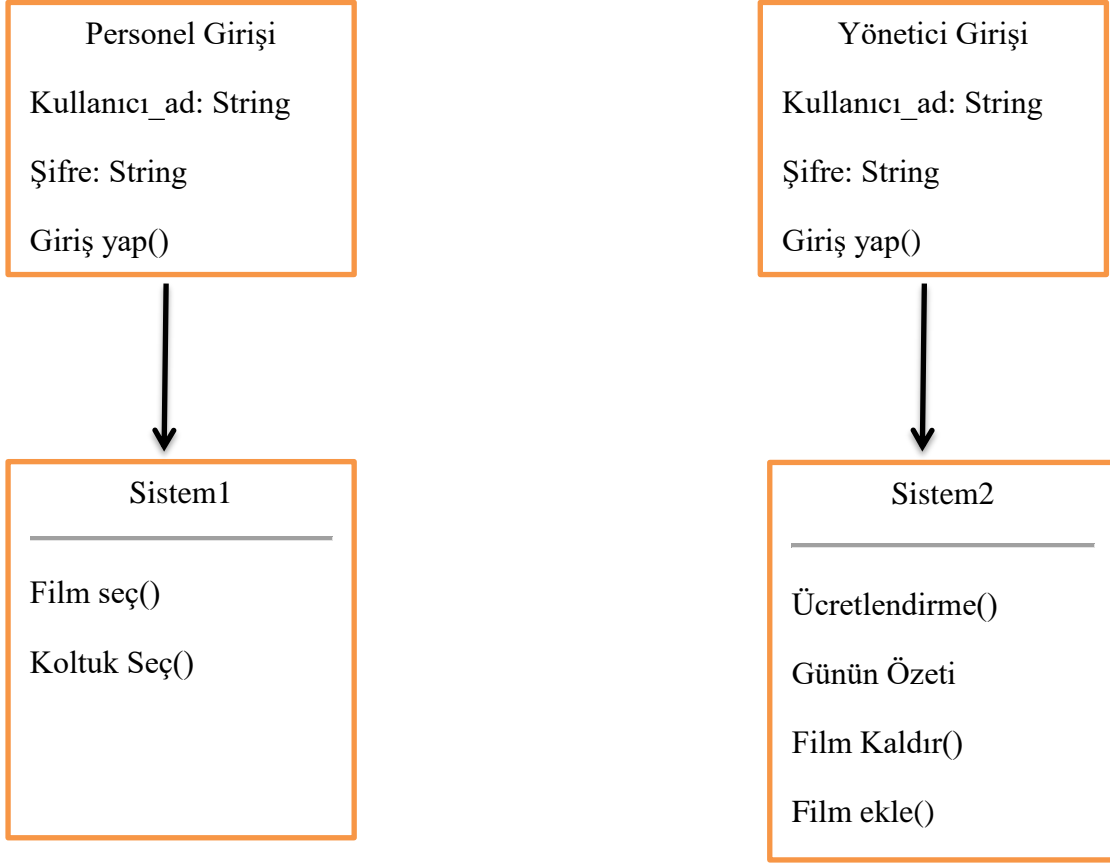 Personel Girişi
Kullanıcı_ad: String
Şifre: String
Giriş yap()
Yönetici Girişi
Kullanıcı_ad: String
Şifre: String
Giriş yap()
Sistem1
Film seç()
Koltuk Seç()
Sistem2
Ücretlendirme()
Günün Özeti
Film Kaldır()
Film ekle()